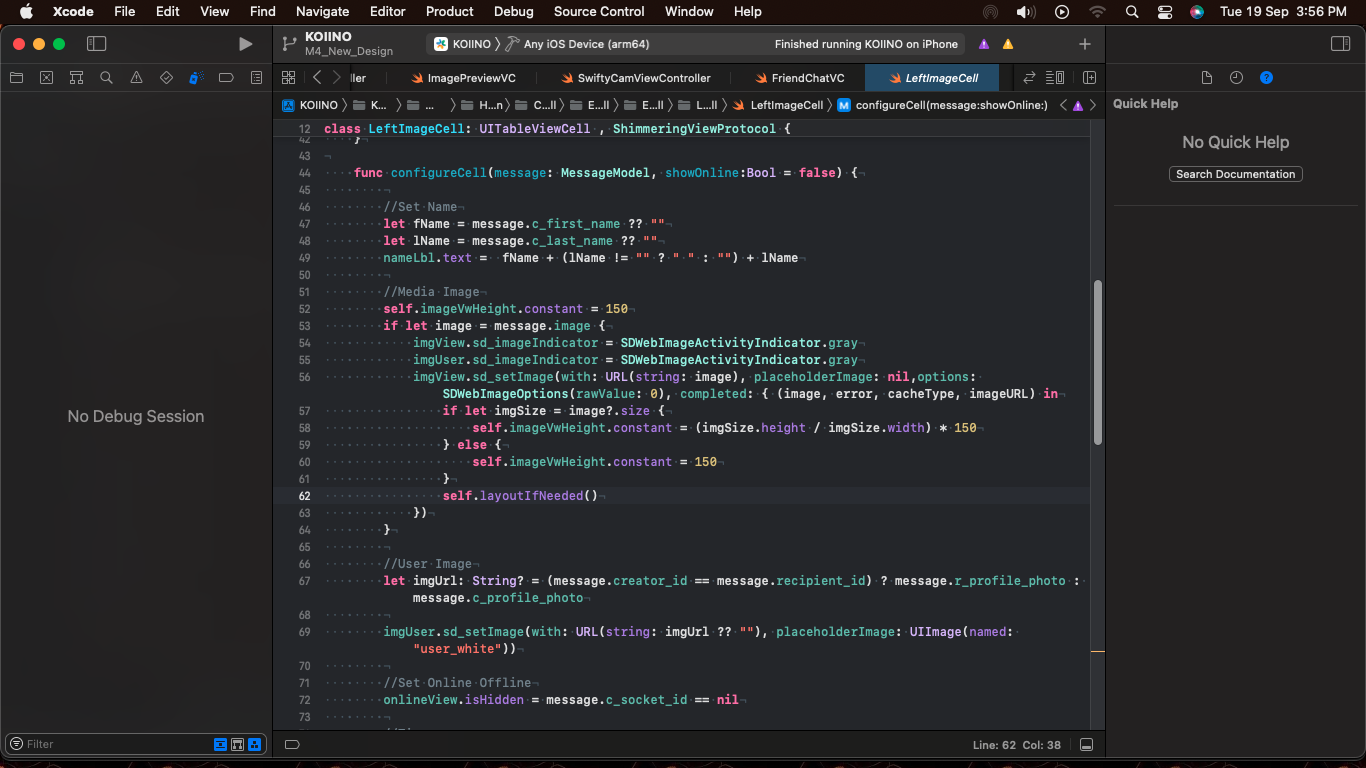 Xcode File Edit View Find Navigate Editor Product Debug Source Control Window Help Tue 19 Sep 3:56 PM
KOIINO
M4_New_Design
KOIINO Any iOS Device (arm64) Finished running KOIINO on iPhone
ller ImagePreviewVC SwiftyCamViewController FriendChatVC LeftImageCell
KOIINO K... ... H...n C...ll E...ll E...ll L...ll LeftImageCell M configureCell(message:showOnline:)
Quick Help
No Quick Help
Search Documentation
No Debug Session
12 class LeftImageCell: UITableViewCell , ShimmeringViewProtocol {
42 }
43
44 func configureCell(message: MessageModel, showOnline:Bool = false) {
45
46 //Set Name
47 let fName = message.c_first_name ?? ""
48 let lName = message.c_last_name ?? ""
49 nameLbl.text =  fName + (lName != "" ? " " : "") + lName
50
51 //Media Image
52 self.imageVwHeight.constant = 150
53 if let image = message.image {
54 imgView.sd_imageIndicator = SDWebImageActivityIndicator.gray
55 imgUser.sd_imageIndicator = SDWebImageActivityIndicator.gray
56 imgView.sd_setImage(with: URL(string: image), placeholderImage: nil,options:
SDWebImageOptions(rawValue: 0), completed: { (image, error, cacheType, imageURL) in
57 if let imgSize = image?.size {
58 self.imageVwHeight.constant = (imgSize.height / imgSize.width) * 150
59 } else {
60 self.imageVwHeight.constant = 150
61 }
62 self.layoutIfNeeded()
63 })
64 }
65
66 //User Image
67 let imgUrl: String? = (message.creator_id == message.recipient_id) ? message.r_profile_photo :
message.c_profile_photo
68
69 imgUser.sd_setImage(with: URL(string: imgUrl ?? ""), placeholderImage: UIImage(named:
"user_white"))
70
71 //Set Online Offline
72 onlineView.isHidden = message.c_socket_id == nil
73
Filter
Line: 62 Col: 38